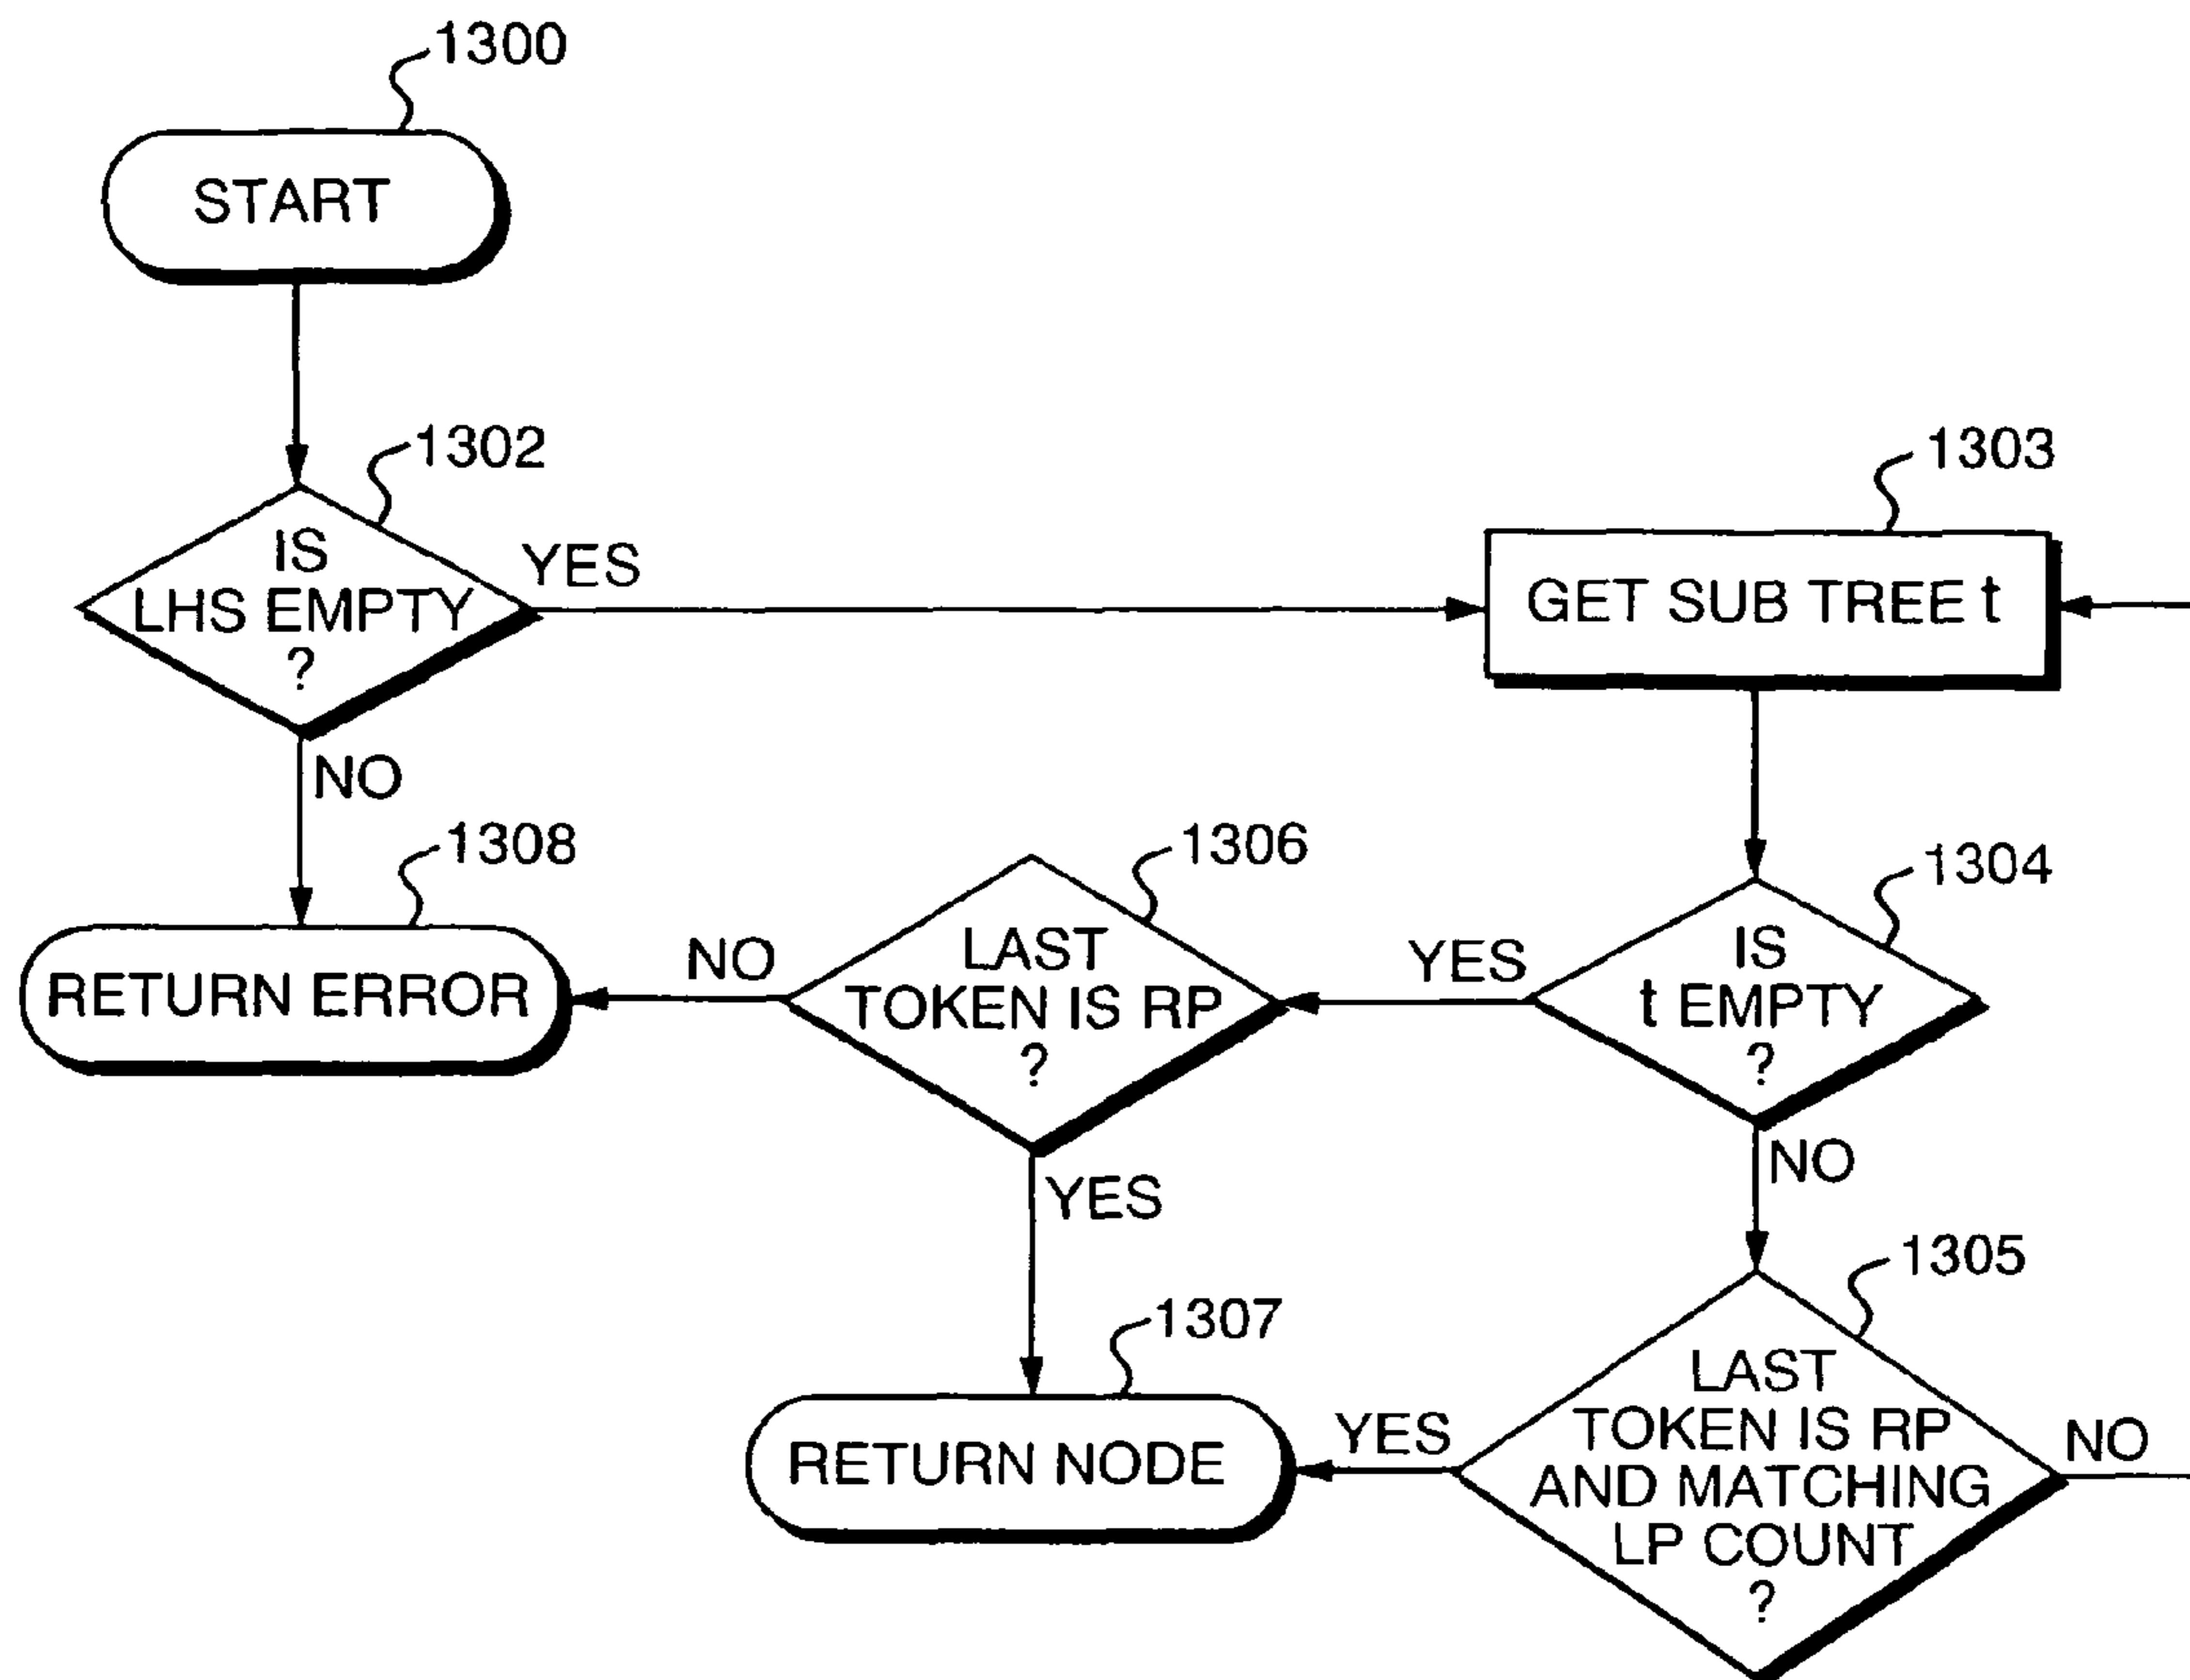 1300
START
1302
IS
LHS EMPTY
?
YES
NO
1303
GET SUB TREE t
1308
RETURN ERROR
NO
1306
LAST
TOKEN IS RP
?
YES
YES
1304
IS
t EMPTY
?
NO
1307
RETURN NODE
YES
1305
LAST
TOKEN IS RP
AND MATCHING
LP COUNT
?
NO